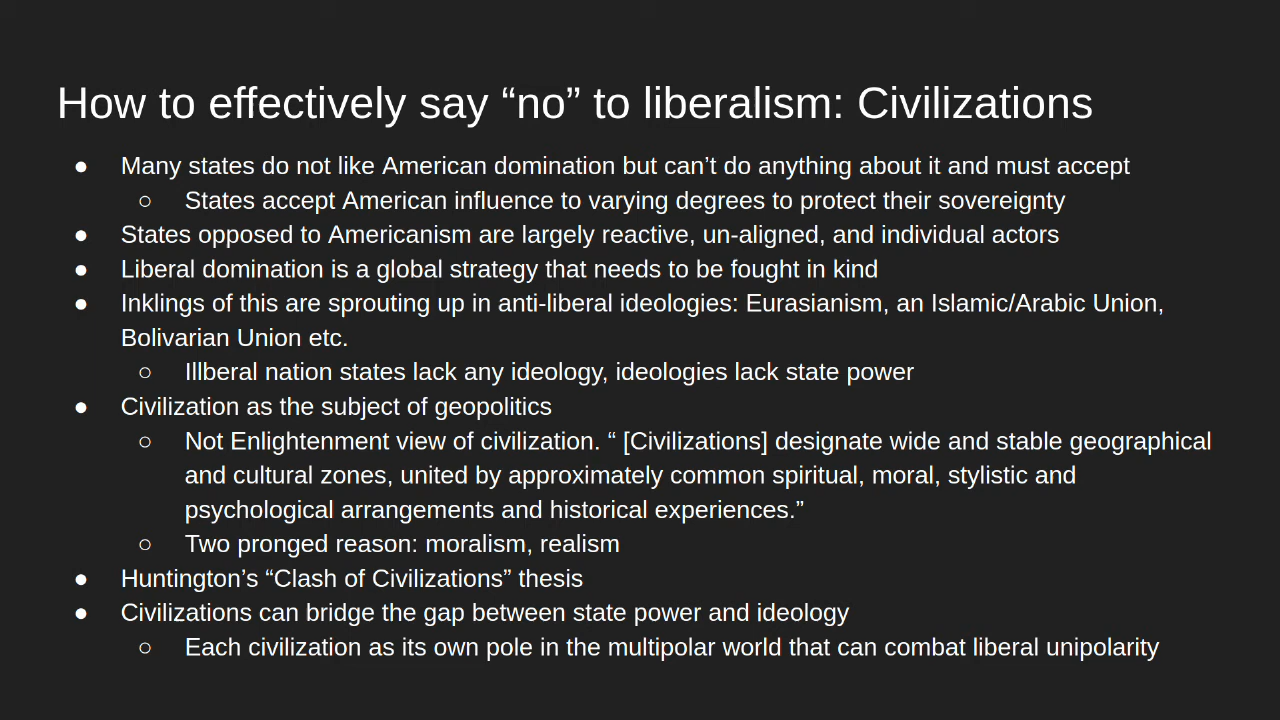 How to effectively say “no” to liberalism: Civilizations
● Many states do not like American domination but can’t do anything about it and must accept
○ States accept American influence to varying degrees to protect their sovereignty
● States opposed to Americanism are largely reactive, un-aligned, and individual actors
● Liberal domination is a global strategy that needs to be fought in kind
● Inklings of this are sprouting up in anti-liberal ideologies: Eurasianism, an Islamic/Arabic Union,
Bolivarian Union etc.
○ Illberal nation states lack any ideology, ideologies lack state power
● Civilization as the subject of geopolitics
○ Not Enlightenment view of civilization. “ [Civilizations] designate wide and stable geographical
and cultural zones, united by approximately common spiritual, moral, stylistic and
psychological arrangements and historical experiences.”
○ Two pronged reason: moralism, realism
● Huntington’s “Clash of Civilizations” thesis
● Civilizations can bridge the gap between state power and ideology
○ Each civilization as its own pole in the multipolar world that can combat liberal unipolarity